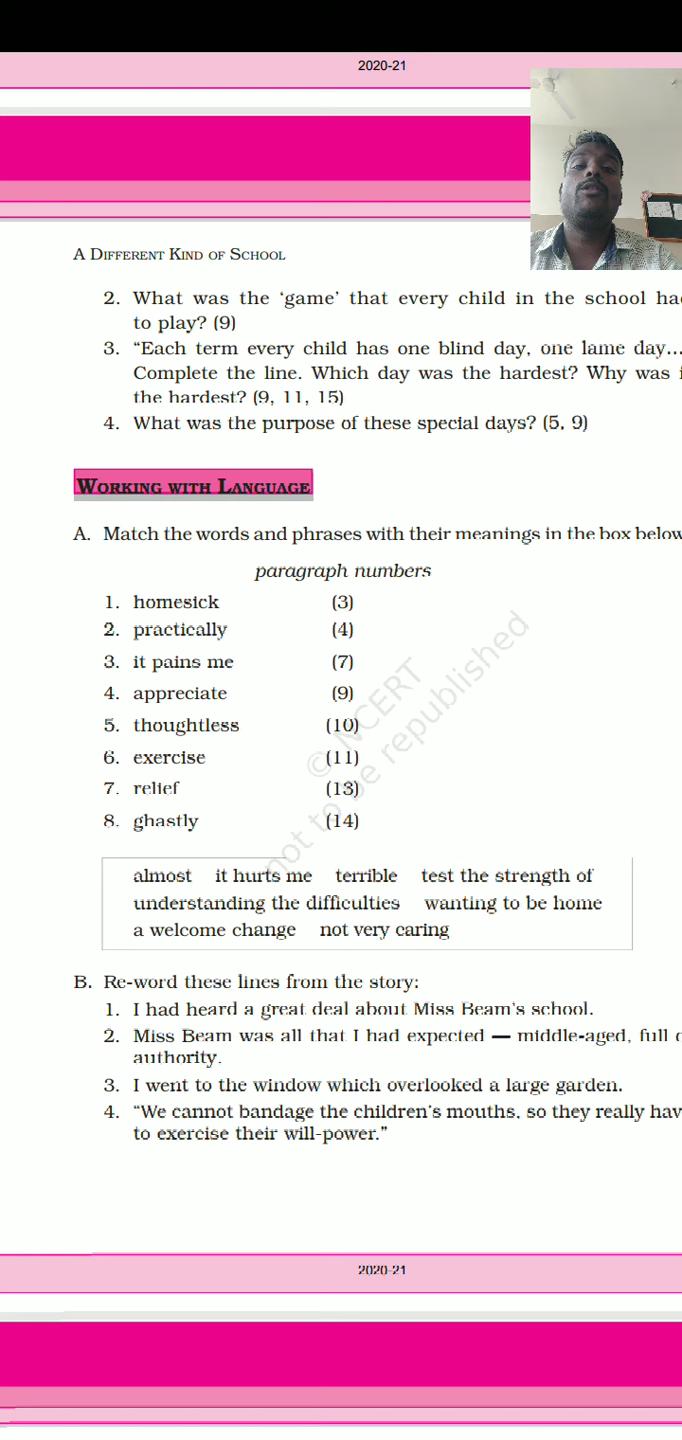 2020-21
A DIFFERENT KIND OF SCHOOL
2. What was the ‘game’ that every child in the school
to play? (9)
3. “Each term every child has one blind day, one lame day...
Complete the line. Which day was the hardest? Why was
the hardest? (9, 11, 15)
4. What was the purpose of these special days? (5, 9)
WORKING WITH LANGUAGE
A. Match the words and phrases with their meanings in the box below
paragraph numbers
1. homesick (3)
2. practically (4)
3. it pains me (7)
4. appreciate (9)
5. thoughtless (10)
6. exercise (11)
7. relief (13)
8. ghastly (14)
© NCERT
not to be republished
almost it hurts me terrible test the strength of
understanding the difficulties wanting to be home
a welcome change not very caring
B. Re-word these lines from the story:
1. I had heard a great deal about Miss Beam’s school.
2. Miss Beam was all that I had expected — middle-aged, full
authority.
3. I went to the window which overlooked a large garden.
4. “We cannot bandage the children’s mouths, so they really
to exercise their will-power.”
2020-21